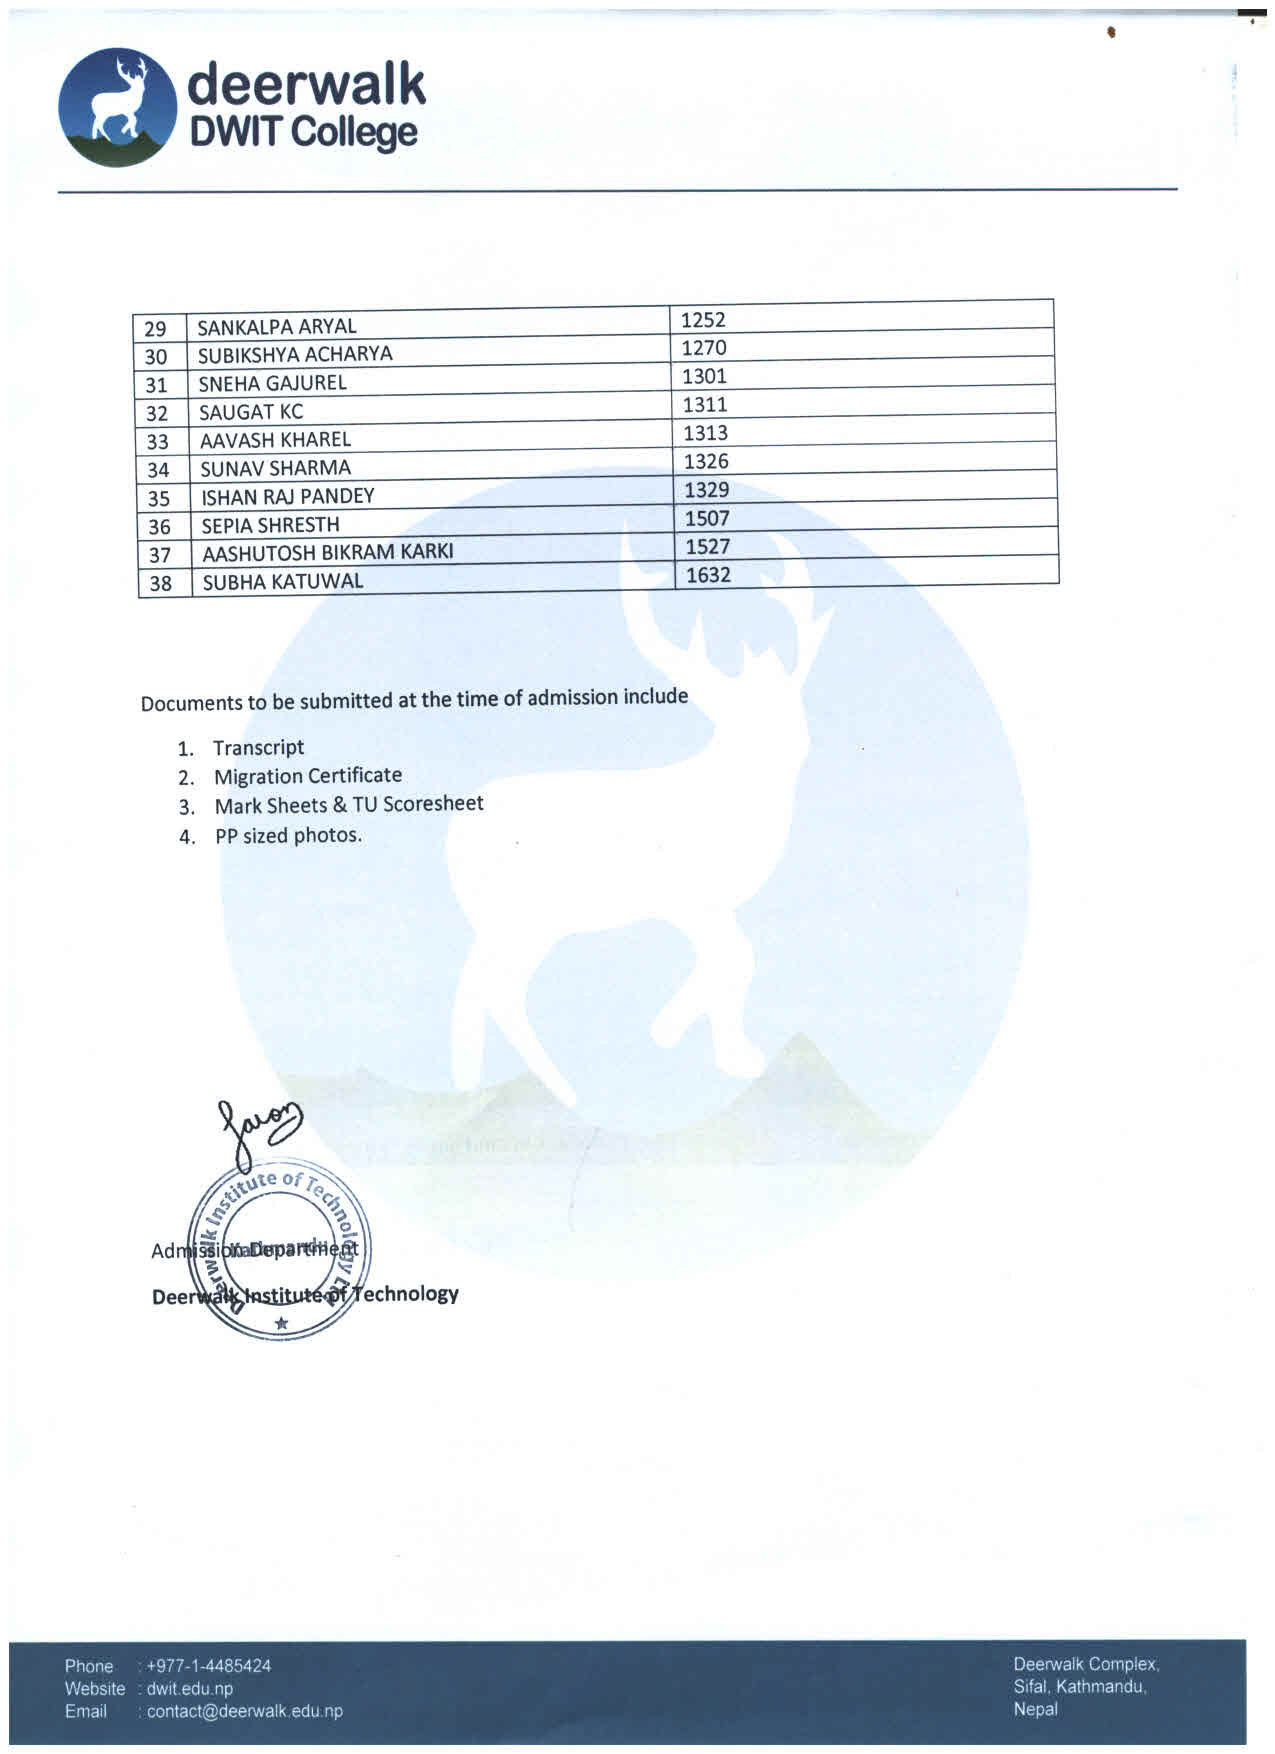 deerwalk
DWIT College
29 SANKALPA ARYAL 1252
30 SUBIKSHYA ACHARYA 1270
31 SNEHA GAJUREL 1301
32 SAUGAT KC 1311
33 AAVASH KHAREL 1313
34 SUNAV SHARMA 1326
35 ISHAN RAJ PANDEY 1329
36 SEPIA SHRESTH 1507
37 AASHUTOSH BIKRAM KARKI 1527
38 SUBHA KATUWAL 1632
Documents to be submitted at the time of admission include
1. Transcript
2. Migration Certificate
3. Mark Sheets & TU Scoresheet
4. PP sized photos.
Deerwalk Institute of Technology
Kathmandu
Admission Department
Deerwalk Institute of Technology
Phone : +977-1-4485424
Website : dwit.edu.np
Email : contact@deerwalk.edu.np
Deerwalk Complex,
Sifal, Kathmandu,
Nepal